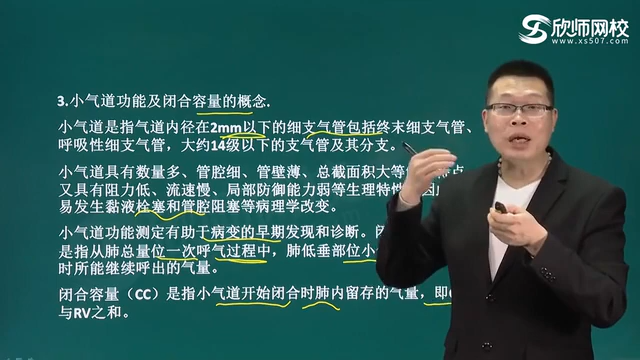 欣师网校
www.xs507.com
3.小气道功能及闭合容量的概念.
小气道是指气道内径在2mm以下的细支气管包括终末细支气管、
呼吸性细支气管，大约14级以下的支气管及其分支。
小气道具有数量多、管腔细、管壁薄、总截面积大等
又具有阻力低、流速慢、局部防御能力弱等生理特性
易发生黏液栓塞和管腔阻塞等病理学改变。
小气道功能测定有助于病变的早期发现和诊断。闭
是指从肺总量位一次呼气过程中，肺低垂部位小
时所能继续呼出的气量。
闭合容量（CC）是指小气道开始闭合时肺内留存的气量，即
与RV之和。